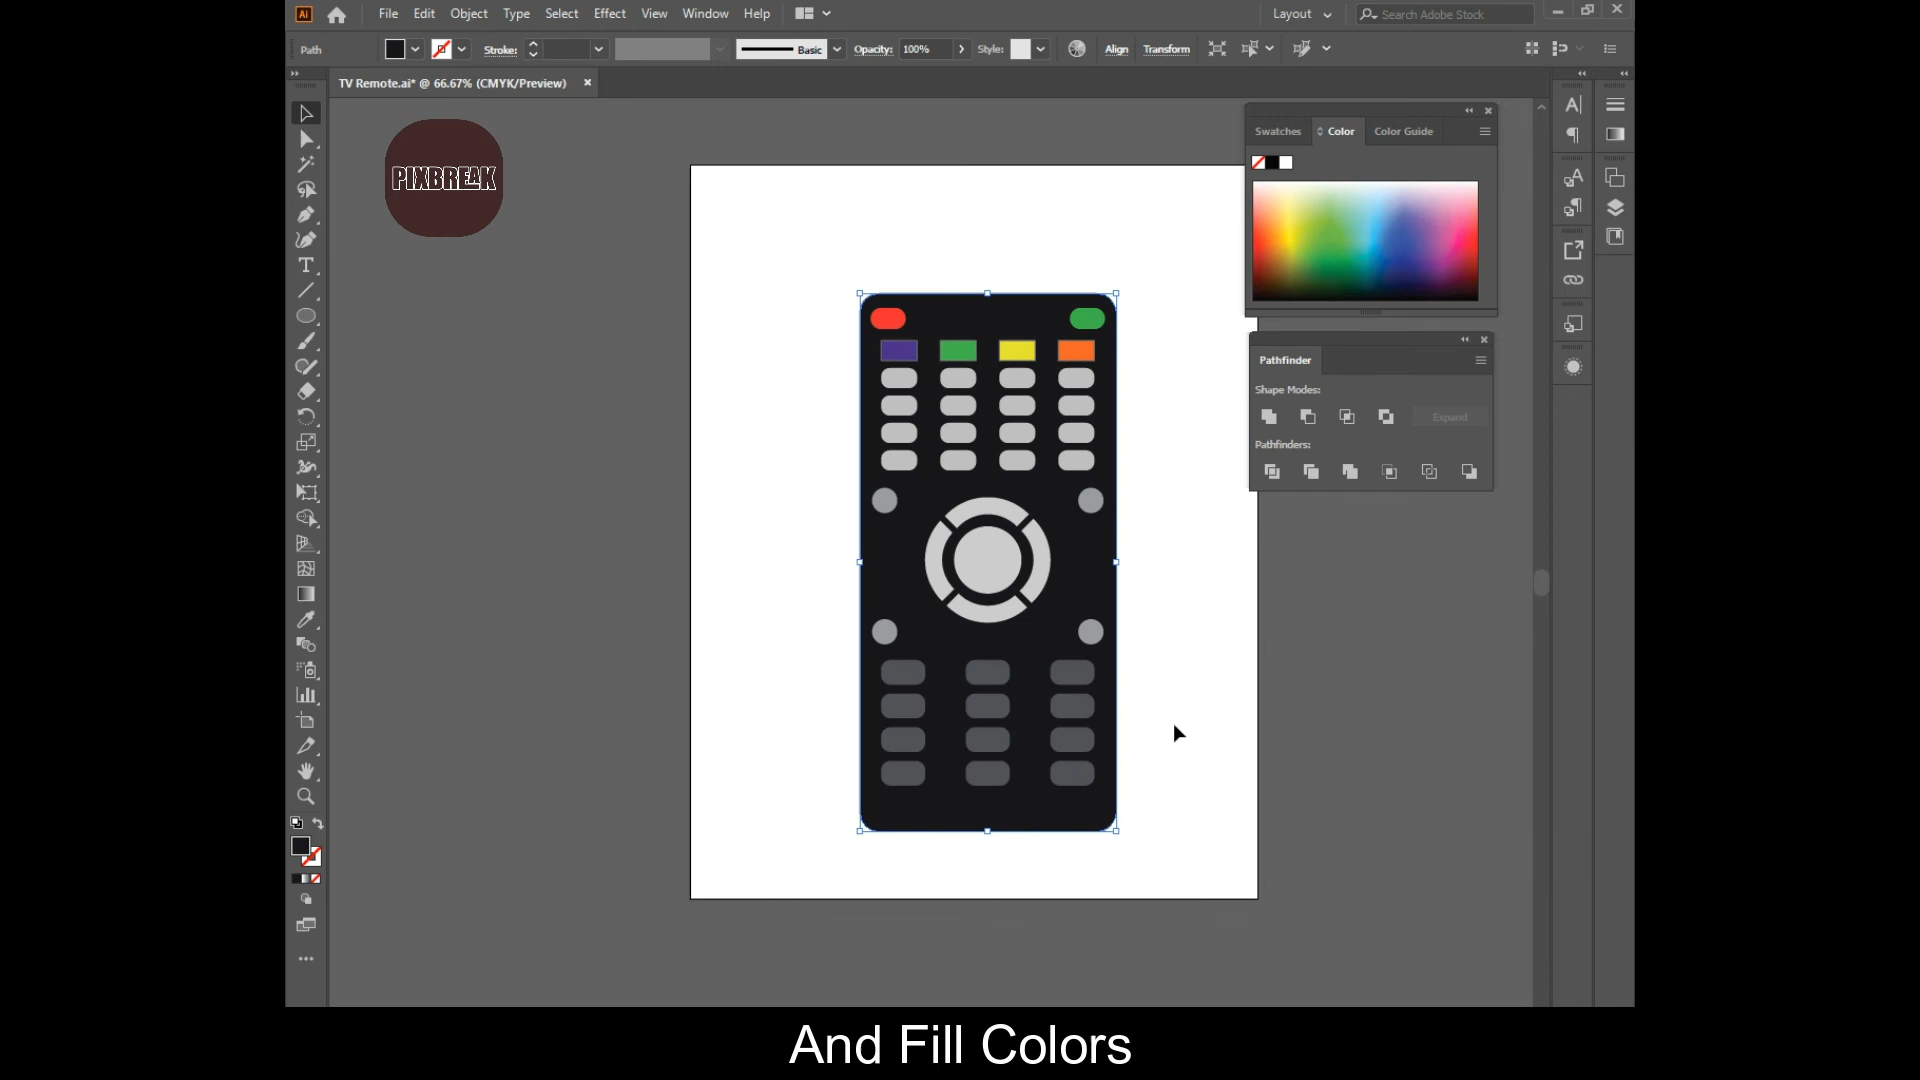 Ai File Edit Object Type Select Effect View Window Help Layout Search Adobe Stock
Path Stroke: Basic Opacity: 100% Style: Align Transform
TV Remote.ai* @ 66.67% (CMYK/Preview)
PIXBREAK
Swatches Color Color Guide
Pathfinder
Shape Modes:
Expand
Pathfinders:
And Fill Colors